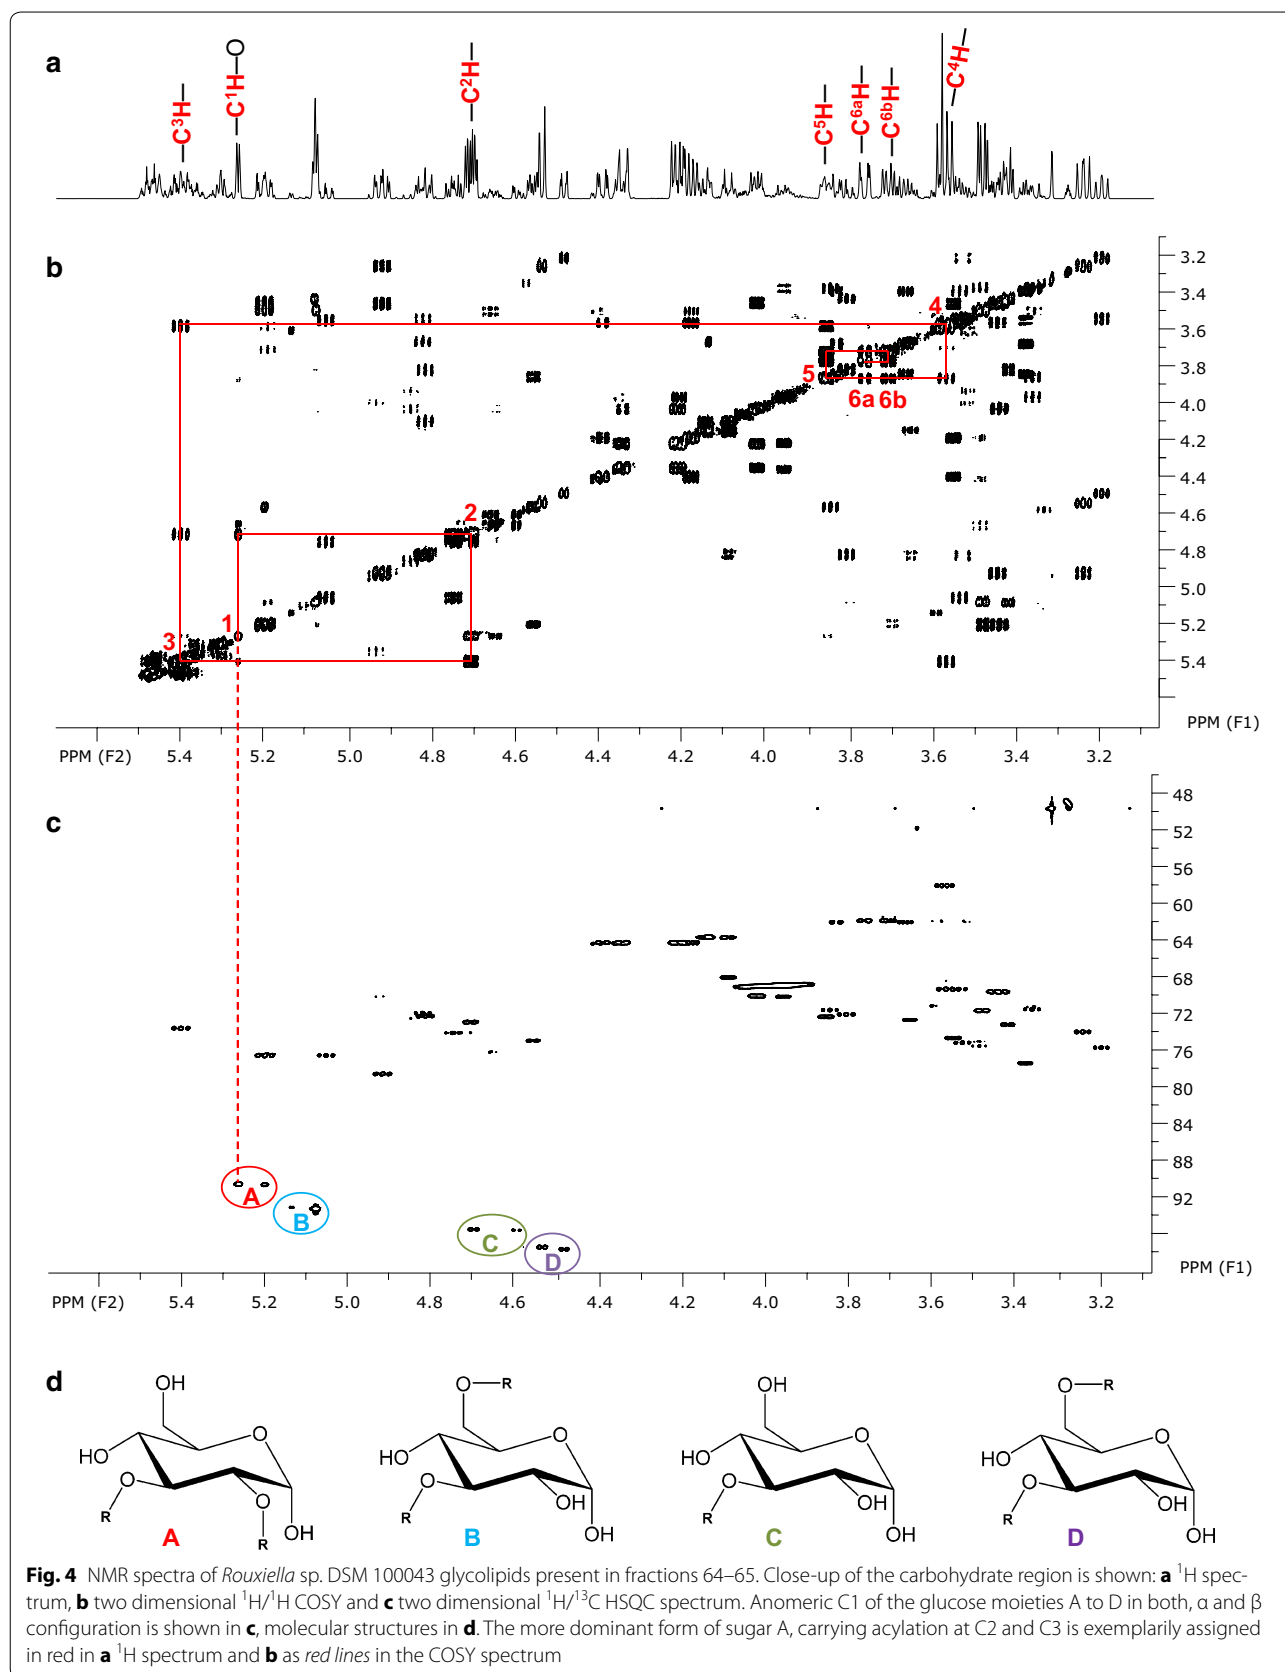 a
C³H—
C¹H—O
C²H—
C⁵H—
C⁶ᵃH—
C⁶ᵇH—
C⁴H—
b
3.2
3.4
3.6
3.8
4.0
4.2
4.4
4.6
4.8
5.0
5.2
5.4
1
2
3
4
5
6a 6b
PPM (F1)
PPM (F2) 5.4 5.2 5.0 4.8 4.6 4.4 4.2 4.0 3.8 3.6 3.4 3.2
c
48
52
56
60
64
68
72
76
80
84
88
92
A
B
C
D
PPM (F1)
PPM (F2) 5.4 5.2 5.0 4.8 4.6 4.4 4.2 4.0 3.8 3.6 3.4 3.2
d
OH
O
HO
O
O
R
R
OH
A
O—R
O
HO
O
R
OH
OH
B
OH
O
HO
O
R
OH
OH
C
O—R
O
HO
O
R
OH
OH
D
Fig. 4 NMR spectra of Rouxiella sp. DSM 100043 glycolipids present in fractions 64–65. Close-up of the carbohydrate region is shown: a ¹H spec-
trum, b two dimensional ¹H/¹H COSY and c two dimensional ¹H/¹³C HSQC spectrum. Anomeric C1 of the glucose moieties A to D in both, α and β
configuration is shown in c, molecular structures in d. The more dominant form of sugar A, carrying acylation at C2 and C3 is exemplarily assigned
in red in a ¹H spectrum and b as red lines in the COSY spectrum